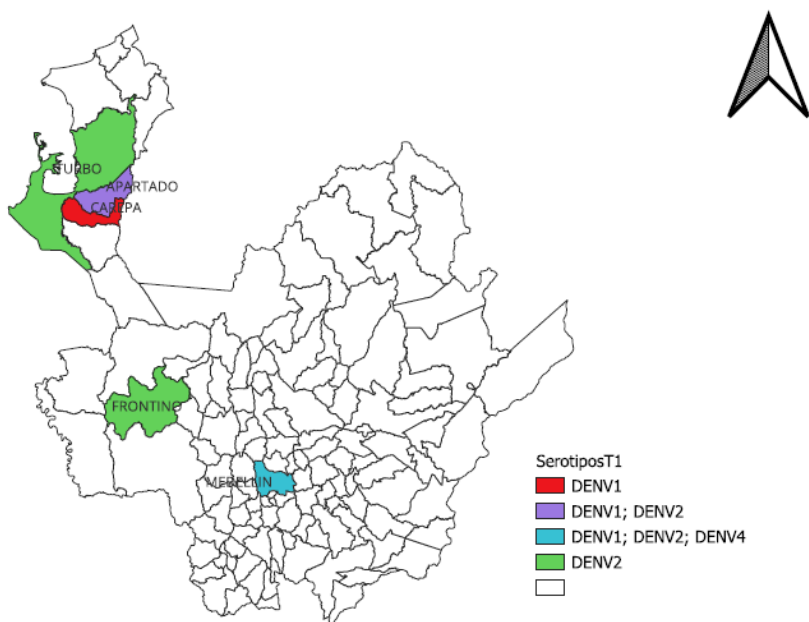 TURBO
APARTADO
CAREPA
FRONTINO
MEDELLIN
SerotiposT1
DENV1
DENV1; DENV2
DENV1; DENV2; DENV4
DENV2